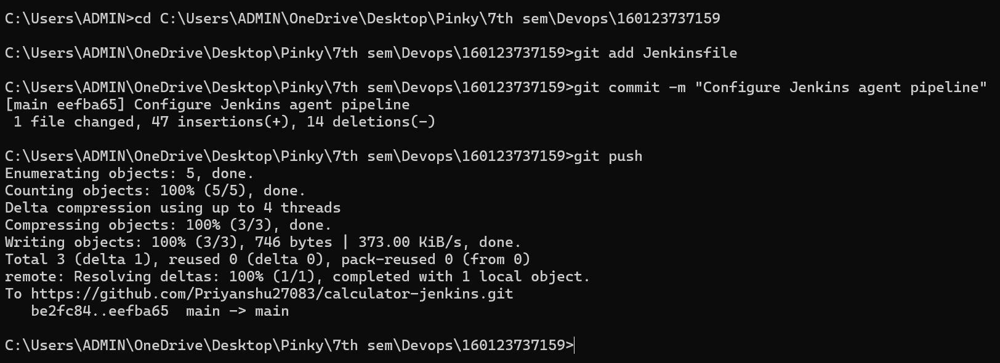 C:\Users\ADMIN>cd C:\Users\ADMIN\OneDrive\Desktop\Pinky\7th sem\Devops\160123737159
C:\Users\ADMIN\OneDrive\Desktop\Pinky\7th sem\Devops\160123737159>git add Jenkinsfile
C:\Users\ADMIN\OneDrive\Desktop\Pinky\7th sem\Devops\160123737159>git commit -m "Configure Jenkins agent pipeline"
[main eefba65] Configure Jenkins agent pipeline
 1 file changed, 47 insertions(+), 14 deletions(-)
C:\Users\ADMIN\OneDrive\Desktop\Pinky\7th sem\Devops\160123737159>git push
Enumerating objects: 5, done.
Counting objects: 100% (5/5), done.
Delta compression using up to 4 threads
Compressing objects: 100% (3/3), done.
Writing objects: 100% (3/3), 746 bytes | 373.00 KiB/s, done.
Total 3 (delta 1), reused 0 (delta 0), pack-reused 0 (from 0)
remote: Resolving deltas: 100% (1/1), completed with 1 local object.
To https://github.com/Priyanshu27083/calculator-jenkins.git
   be2fc84..eefba65  main -> main
C:\Users\ADMIN\OneDrive\Desktop\Pinky\7th sem\Devops\160123737159>